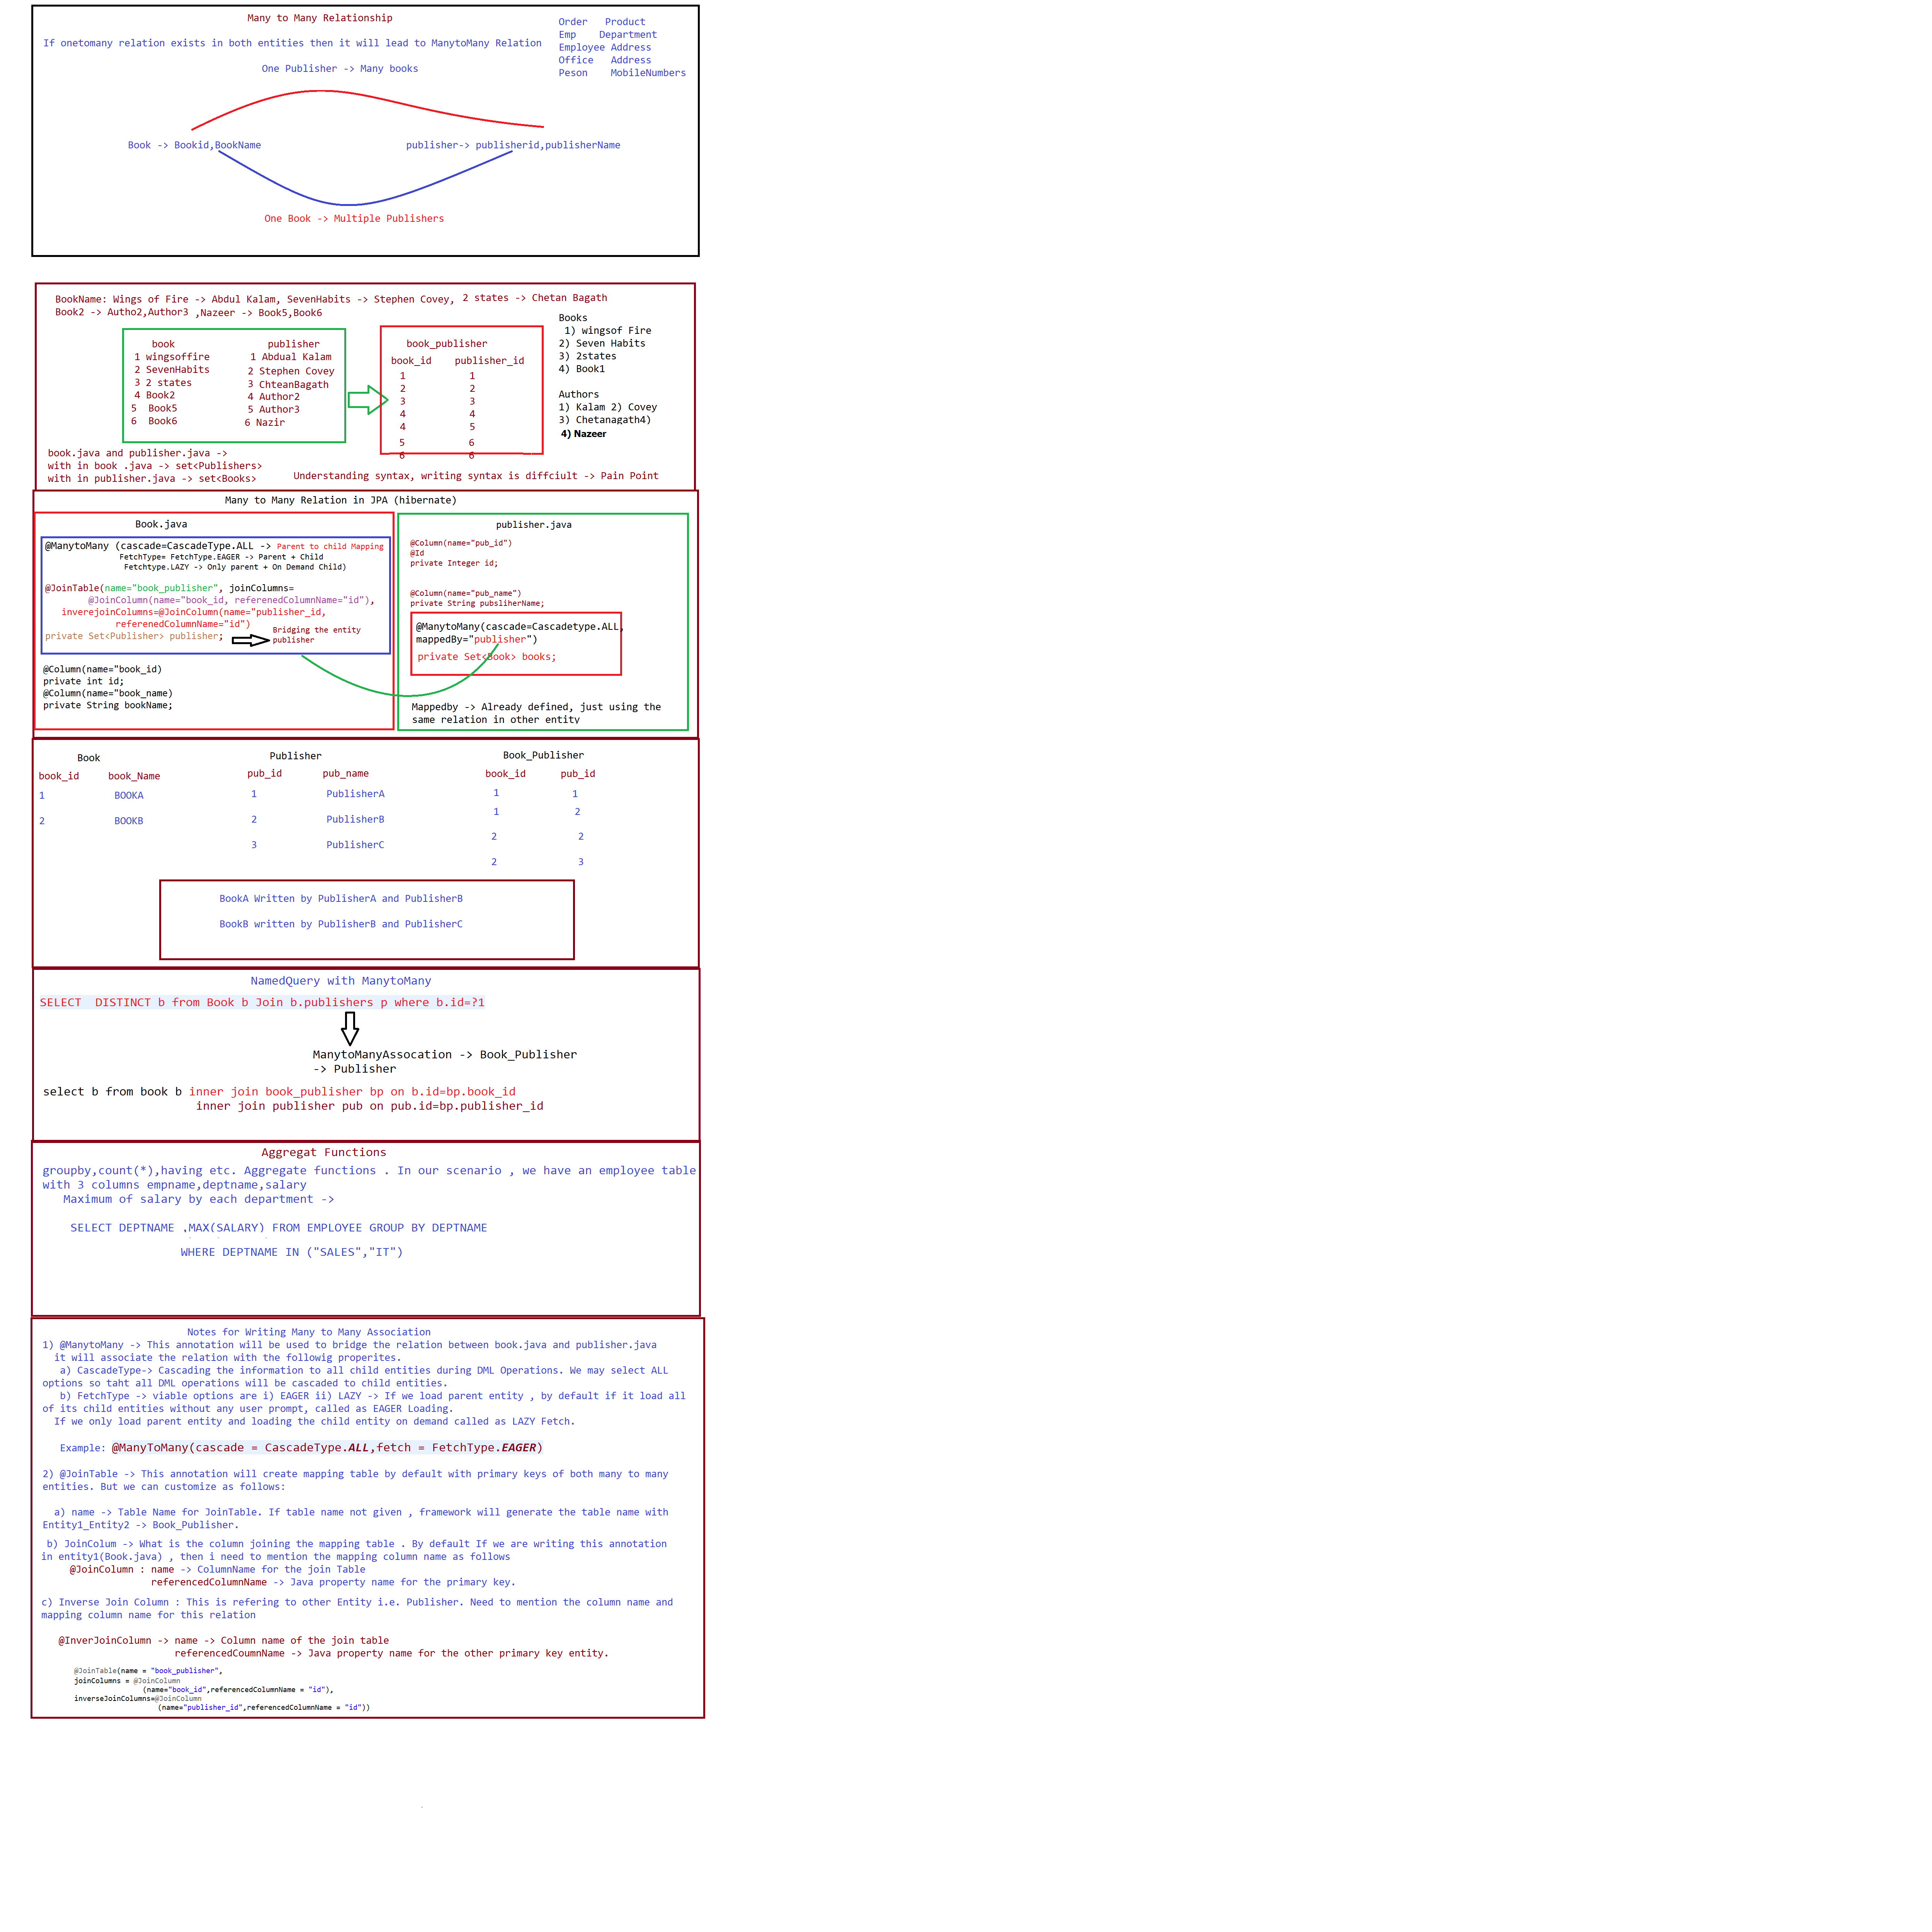 Many to Many Relationship
If onetomany relation exists in both entities then it will lead to ManytoMany Relation
One Publisher -> Many books
Order Product
Emp Department
Employee Address
Office Address
Peson MobileNumbers
Book -> Bookid,BookName
publisher-> publisherid,publisherName
One Book -> Multiple Publishers
BookName: Wings of Fire -> Abdul Kalam, SevenHabits -> Stephen Covey, 2 states -> Chetan Bagath
Book2 -> Autho2,Author3 ,Nazeer -> Book5,Book6
book publisher
1 wingsoffire 1 Abdual Kalam
2 SevenHabits 2 Stephen Covey
3 2 states 3 ChteanBagath
4 Book2 4 Author2
5 Book5 5 Author3
6 Book6 6 Nazir
book_publisher
book_id publisher_id
1 1
2 2
3 3
4 4
4 5
5 6
6 6
Books
1) wingsof Fire
2) Seven Habits
3) 2states
4) Book1
Authors
1) Kalam 2) Covey
3) Chetanagath4)
4) Nazeer
book.java and publisher.java ->
with in book .java -> set<Publishers>
with in publisher.java -> set<Books>
Understanding syntax, writing syntax is diffciult -> Pain Point
Many to Many Relation in JPA (hibernate)
Book.java
@ManytoMany (cascade=CascadeType.ALL -> Parent to child Mapping
FetchType= FetchType.EAGER -> Parent + Child
Fetchtype.LAZY -> Only parent + On Demand Child)
@JoinTable(name="book_publisher", joinColumns=
@JoinColumn(name="book_id, referenedColumnName="id"),
inverejoinColumns=@JoinColumn(name="publisher_id,
referenedColumnName="id")
private Set<Publisher> publisher;
Bridging the entity
publisher
@Column(name="book_id)
private int id;
@Column(name="book_name)
private String bookName;
publisher.java
@Column(name="pub_id")
@Id
private Integer id;
@Column(name="pub_name")
private String pubsliherName;
@ManytoMany(cascade=Cascadetype.ALL,
mappedBy="publisher")
private Set<Book> books;
Mappedby -> Already defined, just using the
same relation in other entity
Book
book_id book_Name
1 BOOKA
2 BOOKB
Publisher
pub_id pub_name
1 PublisherA
2 PublisherB
3 PublisherC
Book_Publisher
book_id pub_id
1 1
1 2
2 2
2 3
BookA Written by PublisherA and PublisherB
BookB written by PublisherB and PublisherC
NamedQuery with ManytoMany
SELECT DISTINCT b from Book b Join b.publishers p where b.id=?1
ManytoManyAssocation -> Book_Publisher
-> Publisher
select b from book b inner join book_publisher bp on b.id=bp.book_id
inner join publisher pub on pub.id=bp.publisher_id
Aggregat Functions
groupby,count(*),having etc. Aggregate functions . In our scenario , we have an employee table
with 3 columns empname,deptname,salary
Maximum of salary by each department ->
SELECT DEPTNAME ,MAX(SALARY) FROM EMPLOYEE GROUP BY DEPTNAME
WHERE DEPTNAME IN ("SALES","IT")
Notes for Writing Many to Many Association
1) @ManytoMany -> This annotation will be used to bridge the relation between book.java and publisher.java
it will associate the relation with the followig properites.
a) CascadeType-> Cascading the information to all child entities during DML Operations. We may select ALL
options so taht all DML operations will be cascaded to child entities.
b) FetchType -> viable options are i) EAGER ii) LAZY -> If we load parent entity , by default if it load all
of its child entities without any user prompt, called as EAGER Loading.
If we only load parent entity and loading the child entity on demand called as LAZY Fetch.
Example: @ManyToMany(cascade = CascadeType.ALL,fetch = FetchType.EAGER)
2) @JoinTable -> This annotation will create mapping table by default with primary keys of both many to many
entities. But we can customize as follows:
a) name -> Table Name for JoinTable. If table name not given , framework will generate the table name with
Entity1_Entity2 -> Book_Publisher.
b) JoinColum -> What is the column joining the mapping table . By default If we are writing this annotation
in entity1(Book.java) , then i need to mention the mapping column name as follows
@JoinColumn : name -> ColumnName for the join Table
referencedColumnName -> Java property name for the primary key.
c) Inverse Join Column : This is refering to other Entity i.e. Publisher. Need to mention the column name and
mapping column name for this relation
@InverJoinColumn -> name -> Column name of the join table
referencedCoumnName -> Java property name for the other primary key entity.
@JoinTable(name = "book_publisher",
joinColumns = @JoinColumn
(name="book_id",referencedColumnName = "id"),
inverseJoinColumns=@JoinColumn
(name="publisher_id",referencedColumnName = "id"))